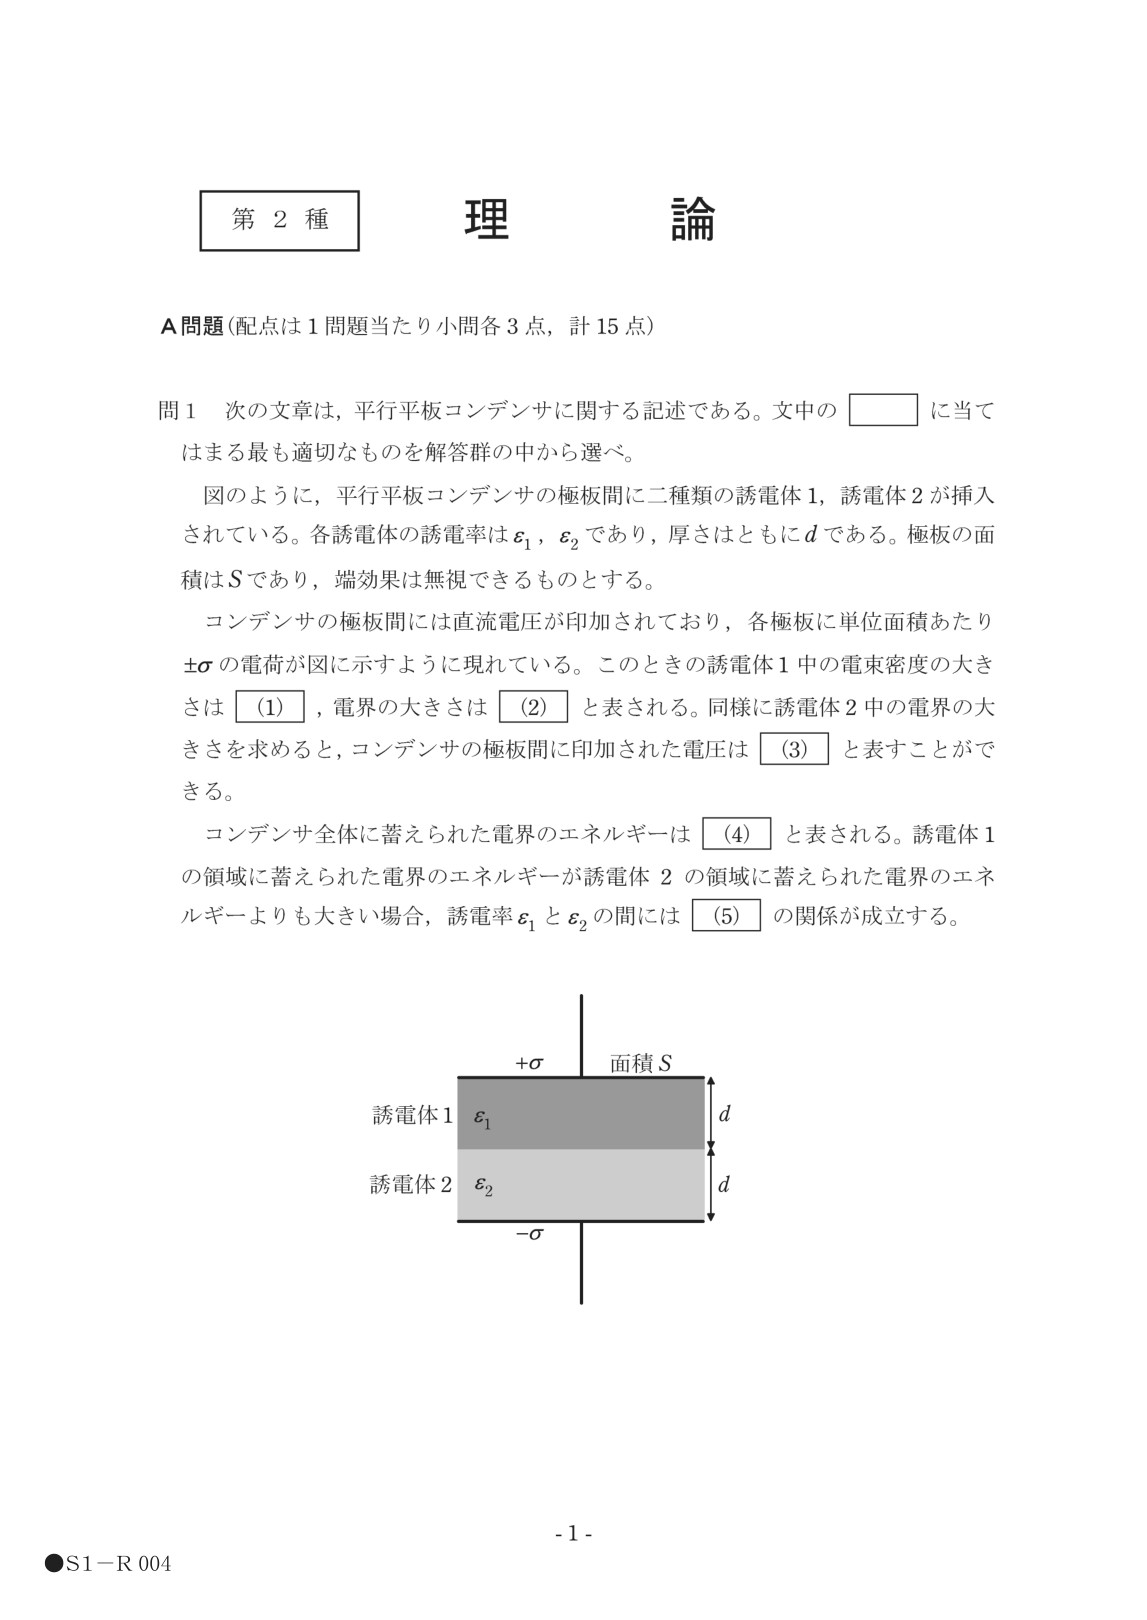 第 2 種
理 論
A問題(配点は1問題当たり小問各3点，計15点)
問1 次の文章は，平行平板コンデンサに関する記述である。文中の に当て
はまる最も適切なものを解答群の中から選べ。
図のように，平行平板コンデンサの極板間に二種類の誘電体1，誘電体2が挿入
されている。各誘電体の誘電率はε₁，ε₂であり，厚さはともにdである。極板の面
積はSであり，端効果は無視できるものとする。
コンデンサの極板間には直流電圧が印加されており，各極板に単位面積あたり
±σの電荷が図に示すように現れている。このときの誘電体1中の電束密度の大き
さは (1) ，電界の大きさは (2) と表される。同様に誘電体2中の電界の大
きさを求めると，コンデンサの極板間に印加された電圧は (3) と表すことがで
きる。
コンデンサ全体に蓄えられた電界のエネルギーは (4) と表される。誘電体1
の領域に蓄えられた電界のエネルギーが誘電体 2 の領域に蓄えられた電界のエネ
ルギーよりも大きい場合，誘電率ε₁とε₂の間には (5) の関係が成立する。
+σ 面積S
誘電体1 ε₁ d
誘電体2 ε₂ d
−σ
- 1 -
●S1－R 004